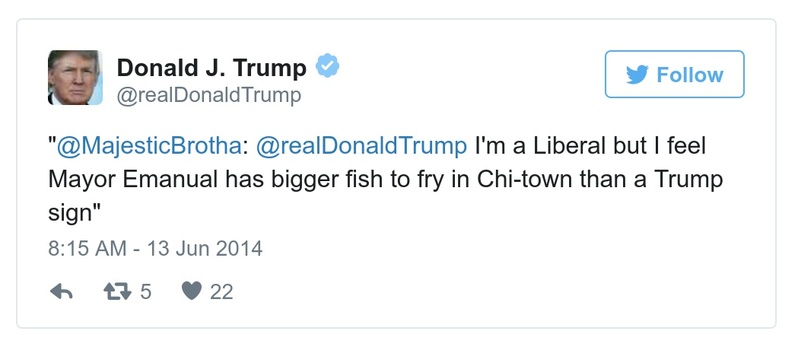 Donald J. Trump
@realDonaldTrump
Follow
"@MajesticBrotha: @realDonaldTrump I'm a Liberal but I feel
Mayor Emanual has bigger fish to fry in Chi-town than a Trump
sign"
8:15 AM - 13 Jun 2014
5 22